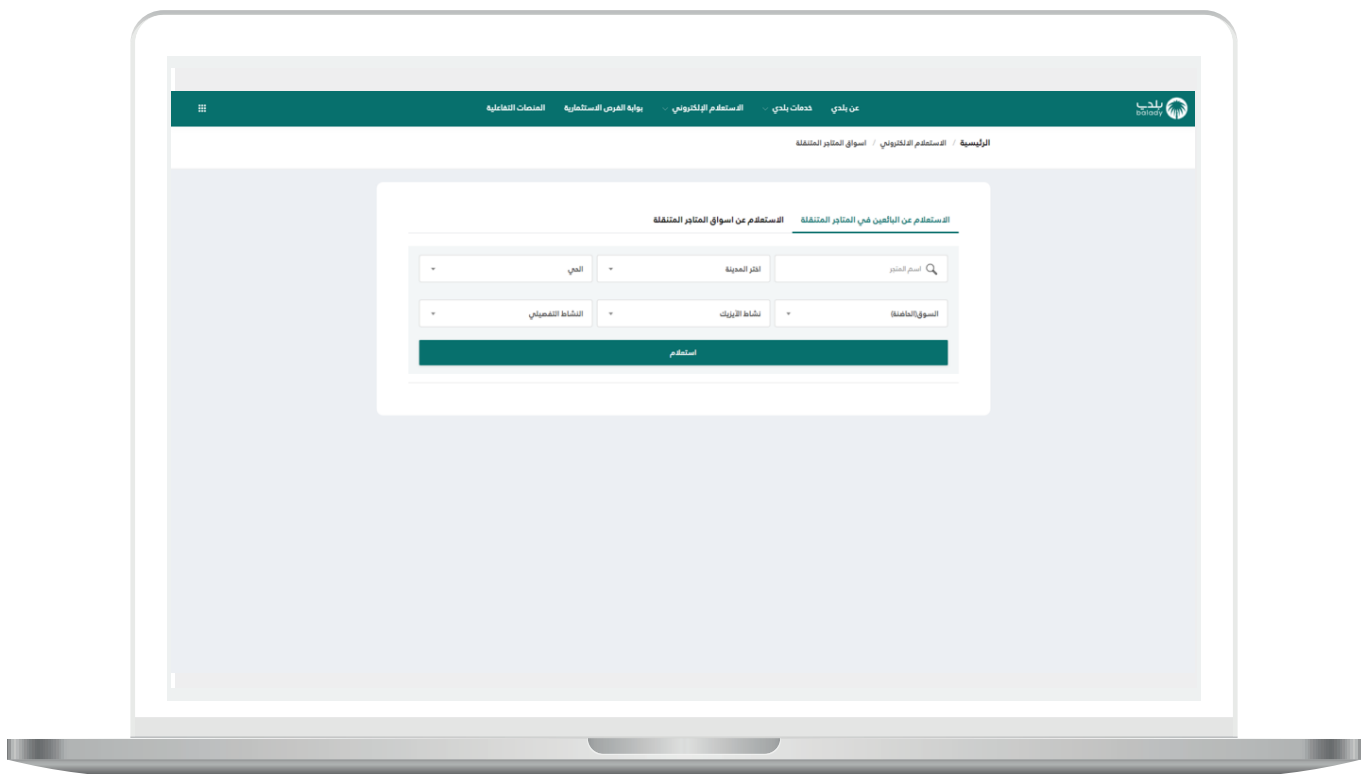 بلدي
balady
عن بلدي خدمات بلدي الاستعلام الإلكتروني بوابة الفرص الاستثمارية المنصات التفاعلية
الرئيسية / الاستعلام الالكتروني / اسواق المتاجر المتنقلة
الاستعلام عن البائعين في المتاجر المتنقلة الاستعلام عن اسواق المتاجر المتنقلة
اسم المتجر اختر المدينة الحي
السوق(الحاضنة) نشاط الآيزيك النشاط التفصيلي
استعلام